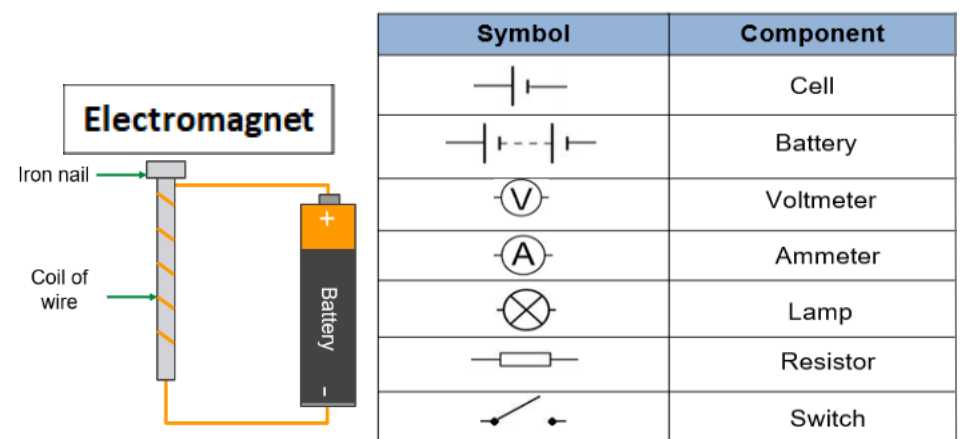 Electromagnet
Iron nail
Coil of
wire
+
Battery
-
Symbol Component
Cell
Battery
V Voltmeter
A Ammeter
Lamp
Resistor
Switch